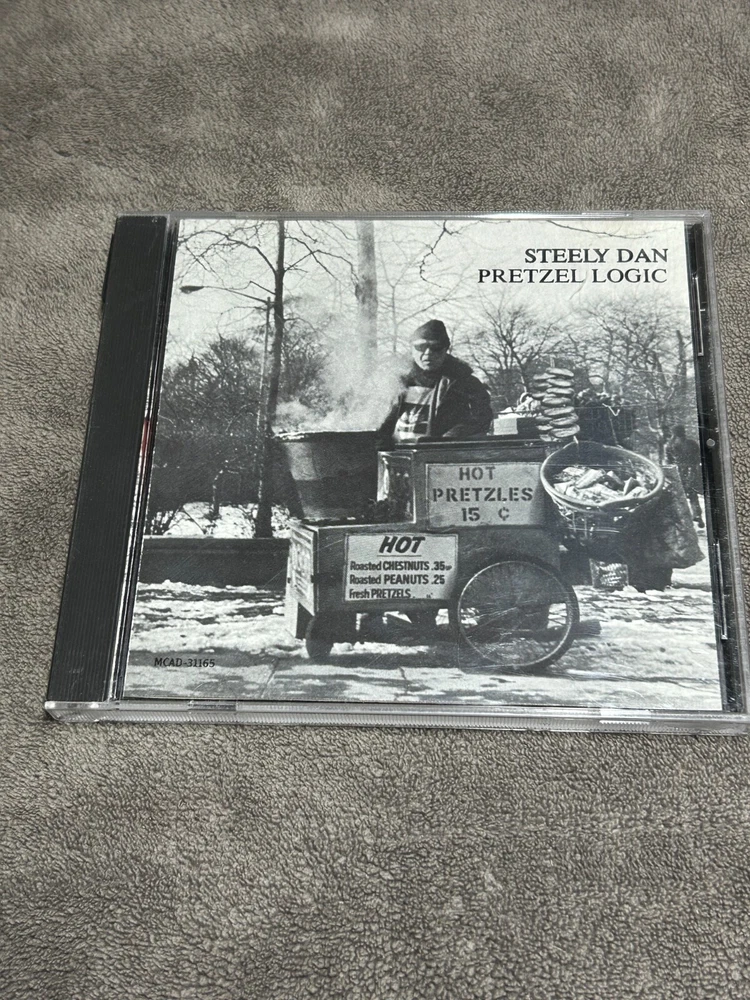 STEELY DAN
PRETZEL LOGIC
HOT
PRETZLES
15 ¢
HOT
Roasted CHESTNUTS .35
Roasted PEANUTS .25
Fresh PRETZELS
MCAD-31165